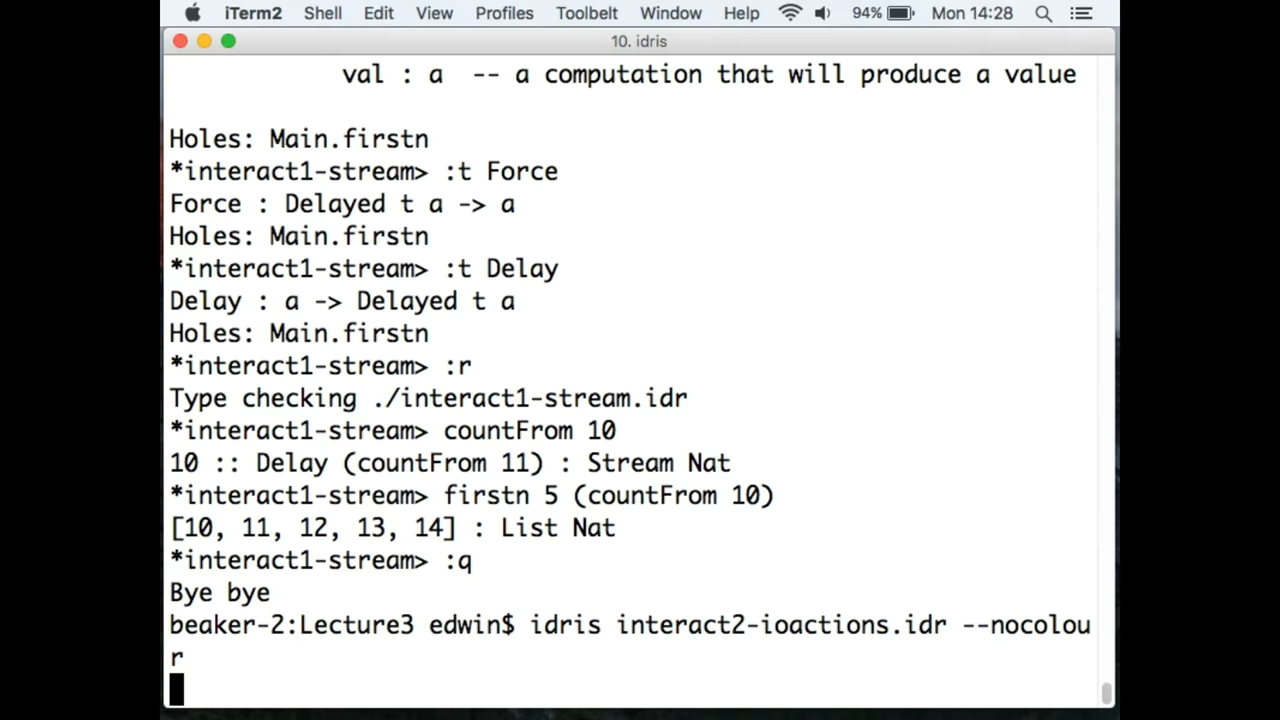 iTerm2 Shell Edit View Profiles Toolbelt Window Help 94% Mon 14:28
10. idris
val : a -- a computation that will produce a value
Holes: Main.firstn
*interact1-stream> :t Force
Force : Delayed t a -> a
Holes: Main.firstn
*interact1-stream> :t Delay
Delay : a -> Delayed t a
Holes: Main.firstn
*interact1-stream> :r
Type checking ./interact1-stream.idr
*interact1-stream> countFrom 10
10 :: Delay (countFrom 11) : Stream Nat
*interact1-stream> firstn 5 (countFrom 10)
[10, 11, 12, 13, 14] : List Nat
*interact1-stream> :q
Bye bye
beaker-2:Lecture3 edwin$ idris interact2-ioactions.idr --nocolou
r